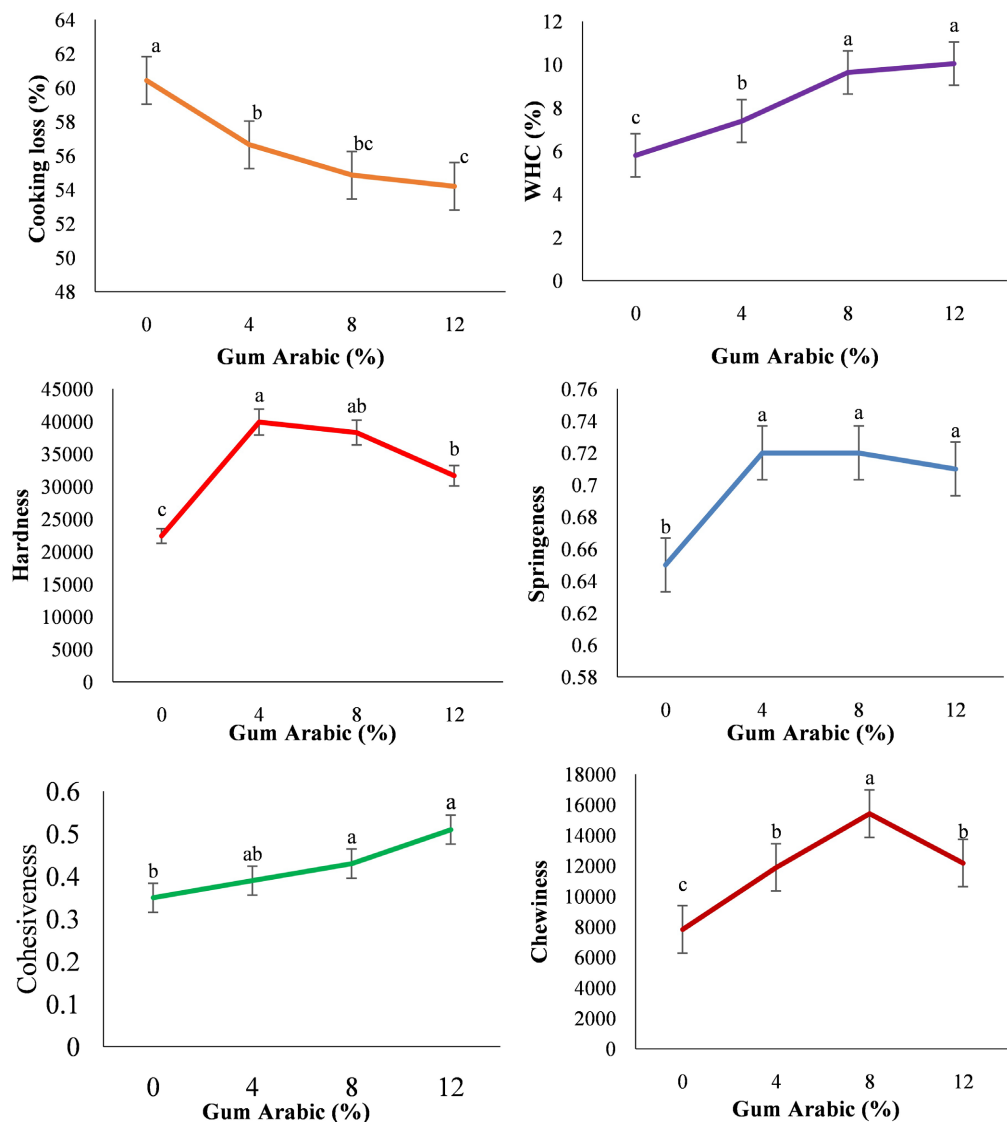 Cooking loss (%)
64
62
60
58
56
54
52
50
48
a
b
bc
c
0 4 8 12
Gum Arabic (%)
WHC (%)
12
10
8
6
4
2
0
c
b
a
a
0 4 8 12
Gum Arabic (%)
Hardness
45000
40000
35000
30000
25000
20000
15000
10000
5000
0
c
a
ab
b
0 4 8 12
Gum Arabic (%)
Springeness
0.76
0.74
0.72
0.7
0.68
0.66
0.64
0.62
0.6
0.58
b
a
a
a
0 4 8 12
Gum Arabic (%)
Cohesiveness
0.6
0.5
0.4
0.3
0.2
0.1
0
b
ab
a
a
0 4 8 12
Gum Arabic (%)
Chewiness
18000
16000
14000
12000
10000
8000
6000
4000
2000
0
c
b
a
b
0 4 8 12
Gum Arabic (%)